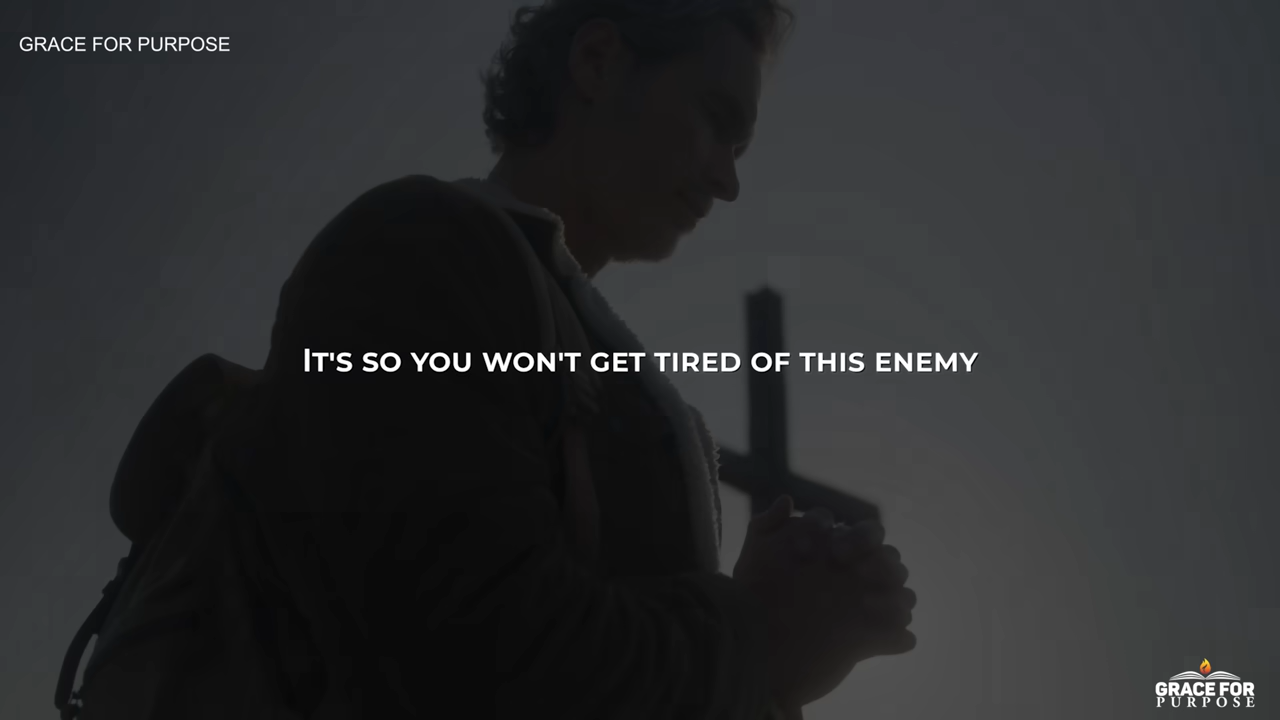 GRACE FOR PURPOSE
IT'S SO YOU WON'T GET TIRED OF THIS ENEMY
GRACE FOR
PURPOSE